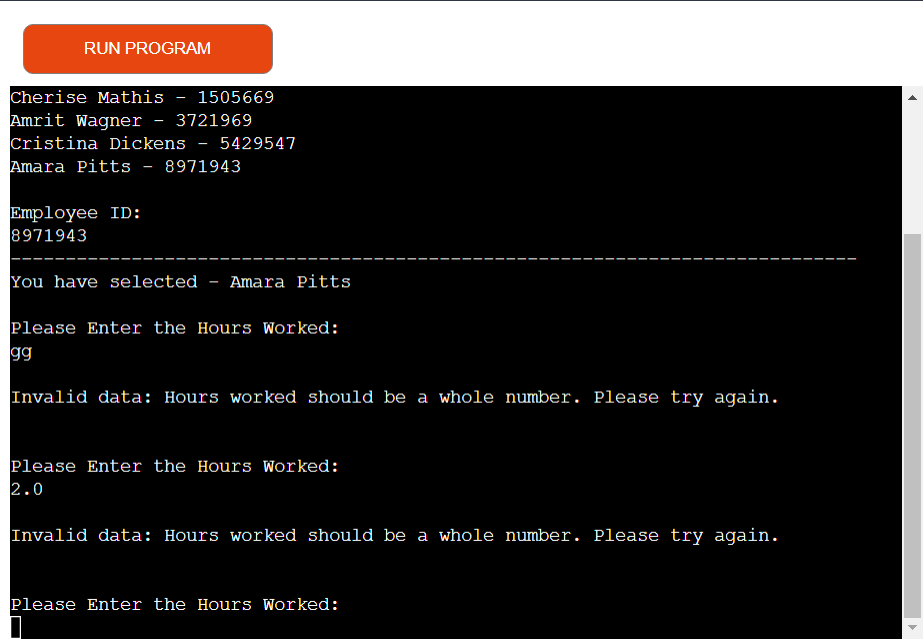 RUN PROGRAM
Cherise Mathis - 1505669
Amrit Wagner - 3721969
Cristina Dickens - 5429547
Amara Pitts - 8971943
Employee ID:
8971943
-----------------------------------------------------------------------------
You have selected - Amara Pitts
Please Enter the Hours Worked:
gg
Invalid data: Hours worked should be a whole number. Please try again.
Please Enter the Hours Worked:
2.0
Invalid data: Hours worked should be a whole number. Please try again.
Please Enter the Hours Worked: